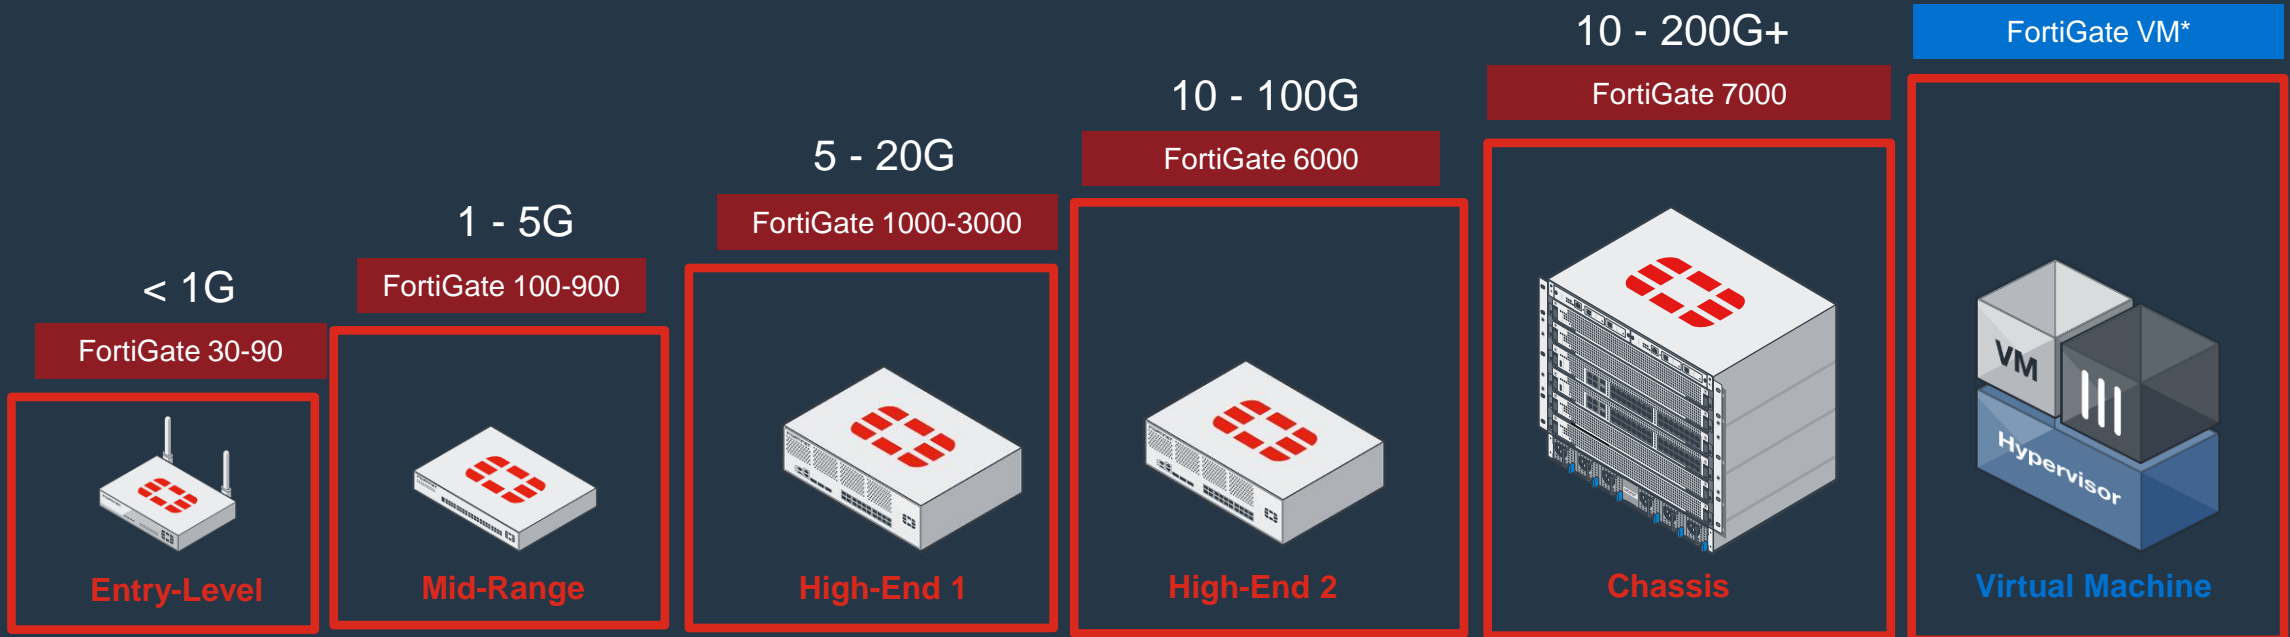 < 1G
FortiGate 30-90
Entry-Level
1 - 5G
FortiGate 100-900
Mid-Range
5 - 20G
FortiGate 1000-3000
High-End 1
10 - 100G
FortiGate 6000
High-End 2
10 - 200G+
FortiGate 7000
Chassis
FortiGate VM*
VM
Hypervisor
Virtual Machine